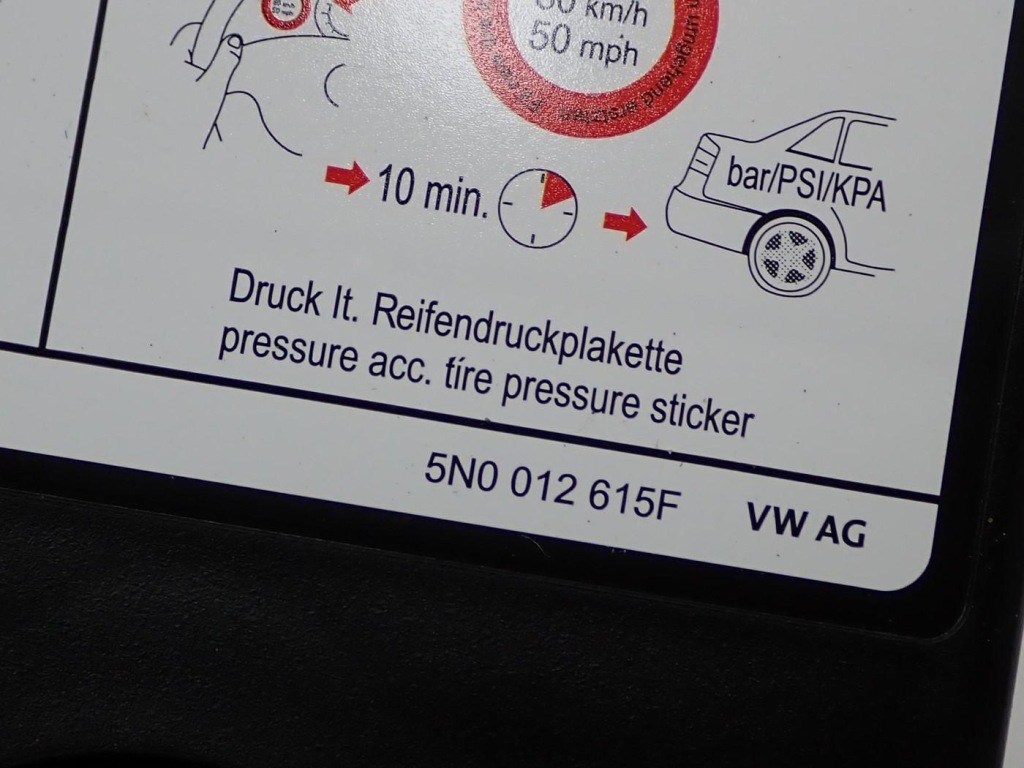 km/h
50 mph
10 min.
bar/PSI/KPA
Druck lt. Reifendruckplakette
pressure acc. tire pressure sticker
5N0 012 615F
VW AG